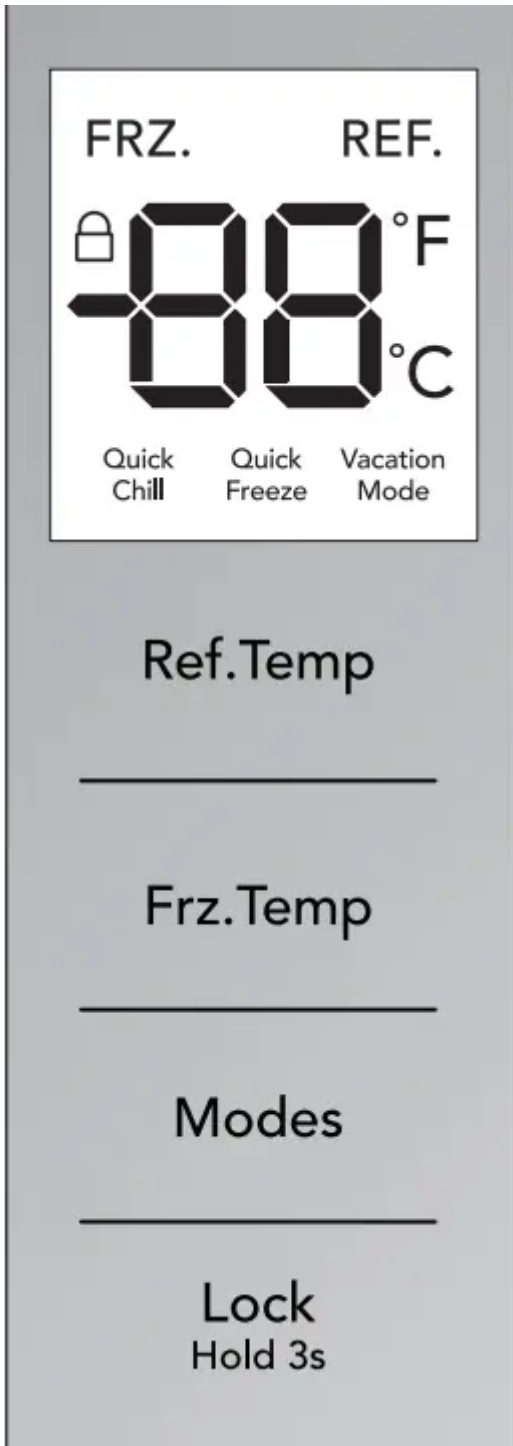 FRZ. REF.
-88 °F
°C
Quick Quick Vacation
Chill Freeze Mode
Ref.Temp
Frz.Temp
Modes
Lock
Hold 3s